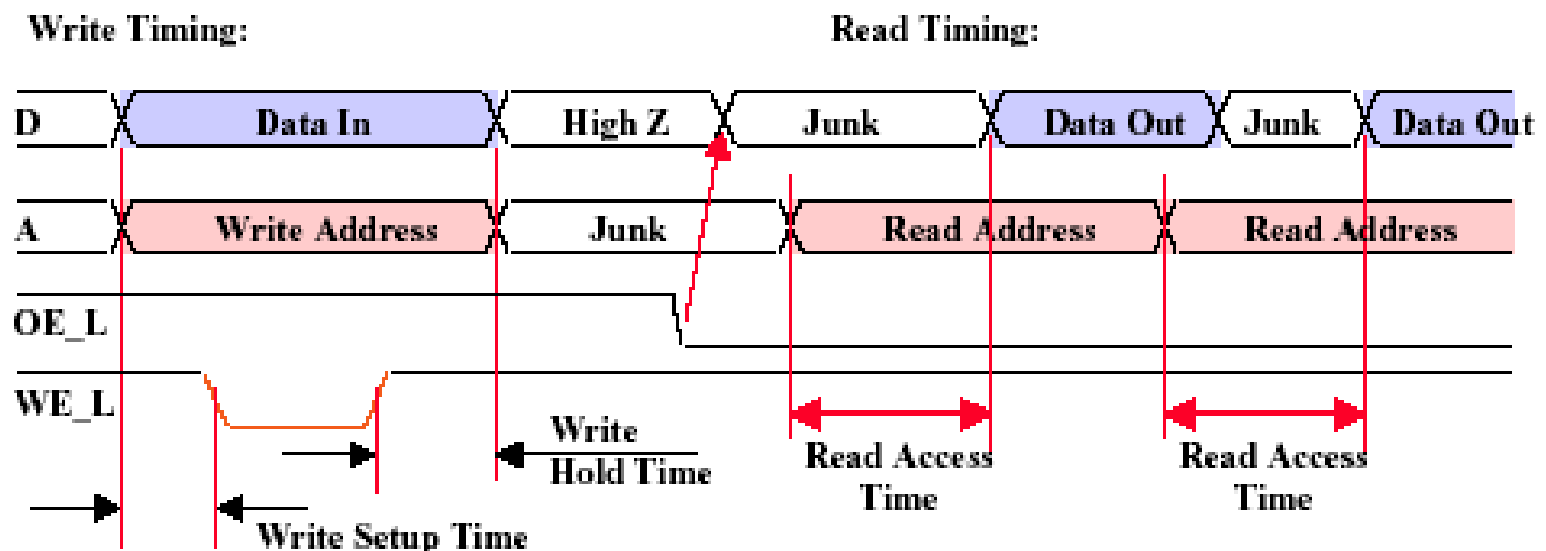 Write Timing:
Read Timing:
D
Data In
High Z
Junk
Data Out
Junk
Data Out
A
Write Address
Junk
Read Address
Read Address
OE_L
WE_L
Write
Hold Time
Read Access
Time
Read Access
Time
Write Setup Time